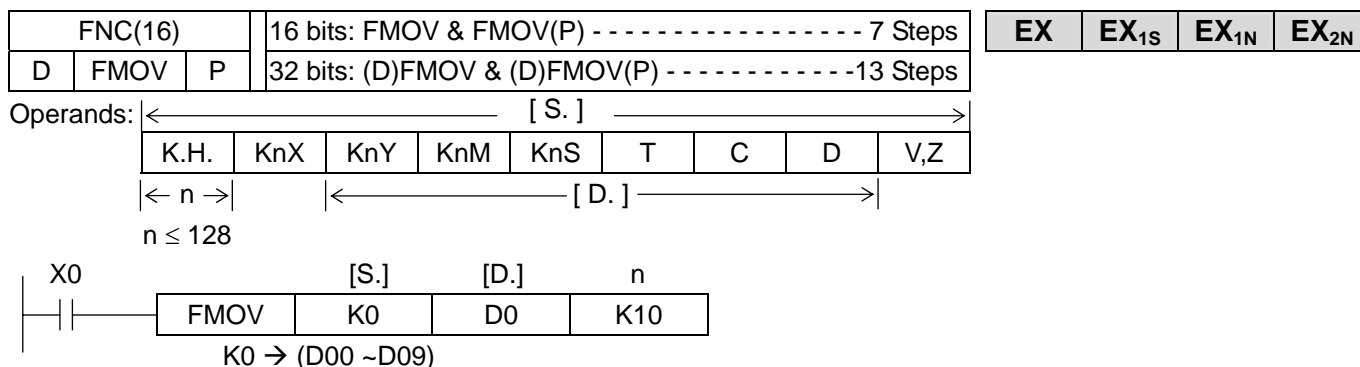 FNC(16) 16 bits: FMOV & FMOV(P) - - - - - - - - - - - - - - - - - 7 Steps EX EX1S EX1N EX2N
D FMOV P 32 bits: (D)FMOV & (D)FMOV(P) - - - - - - - - - - - -13 Steps
Operands: [ S. ]
K.H. KnX KnY KnM KnS T C D V,Z
← n → [ D. ]
n ≤ 128
X0 [S.] [D.] n
FMOV K0 D0 K10
K0 → (D00 ~D09)